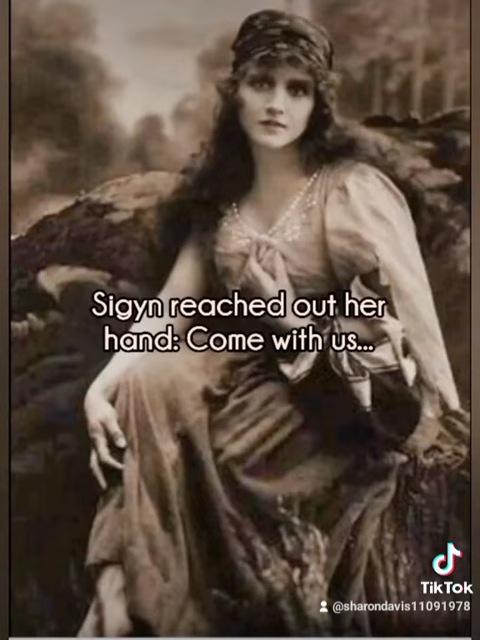 Sigyn reached out her
hand: Come with us...
TikTok
@sharondavis11091978